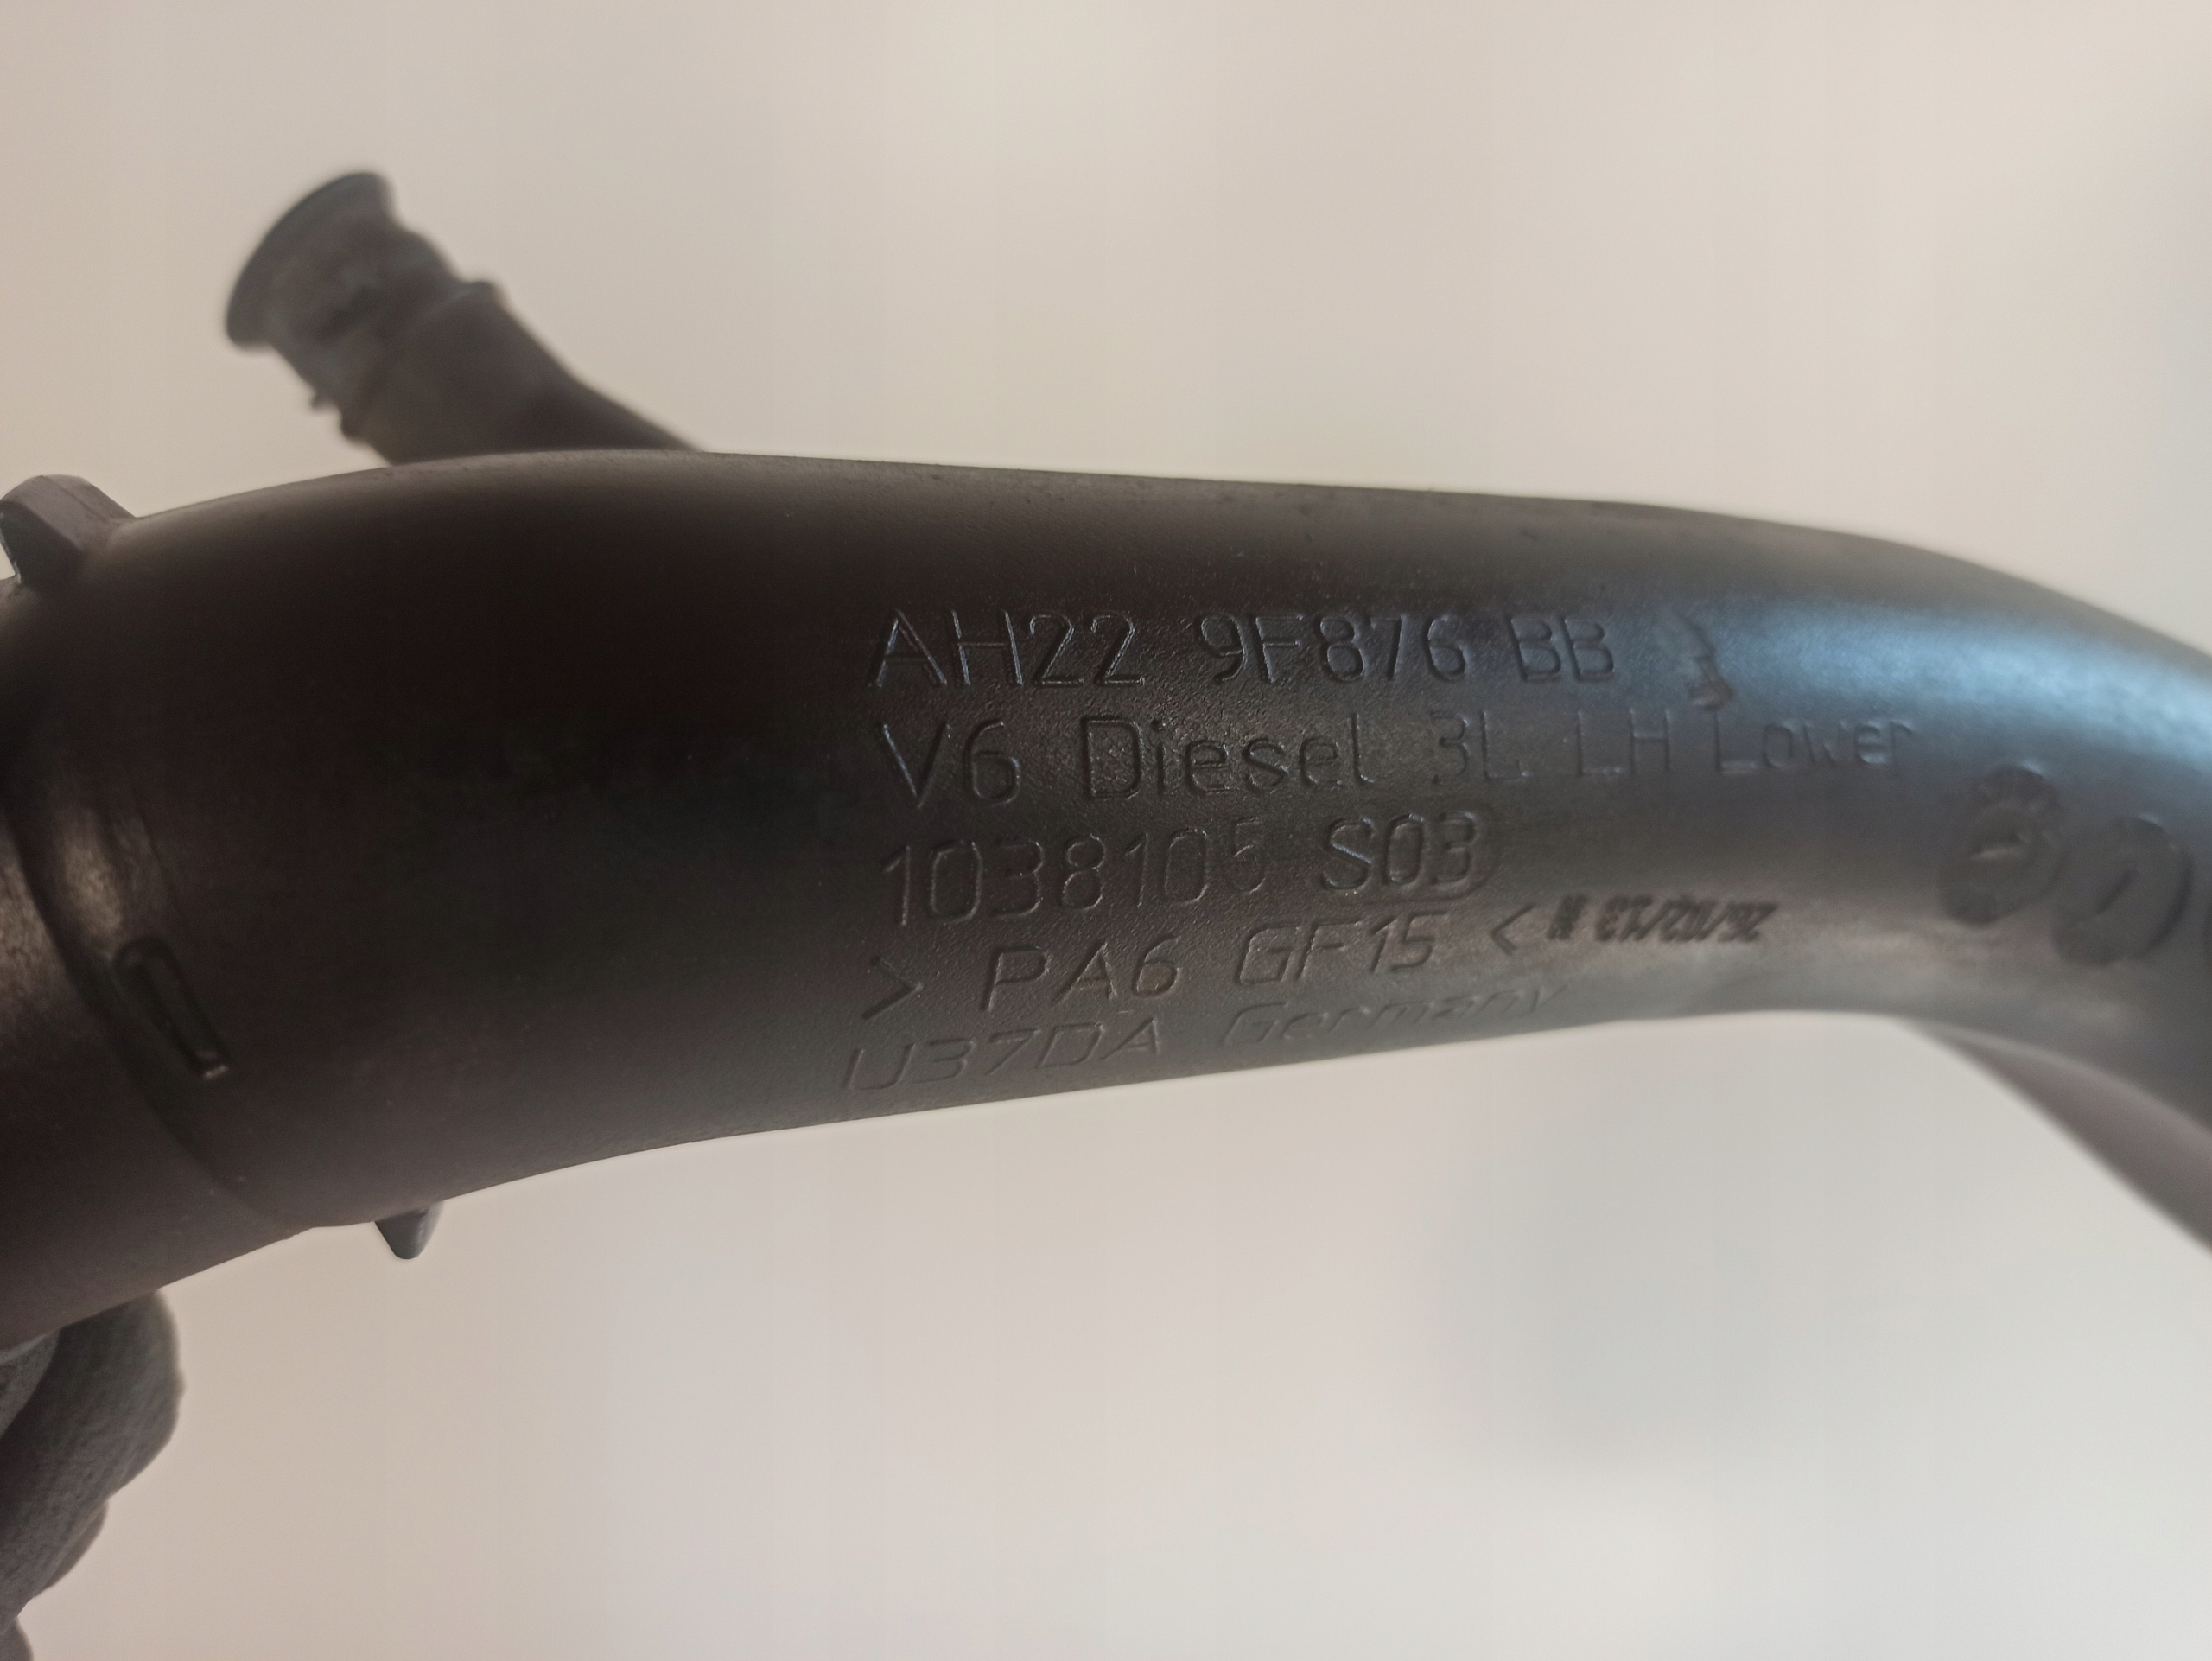 AH22 9F876 BB
V6 Diesel 3L LH Lower
1038105 S03
> PA6 GF15 <
U37DA Germany